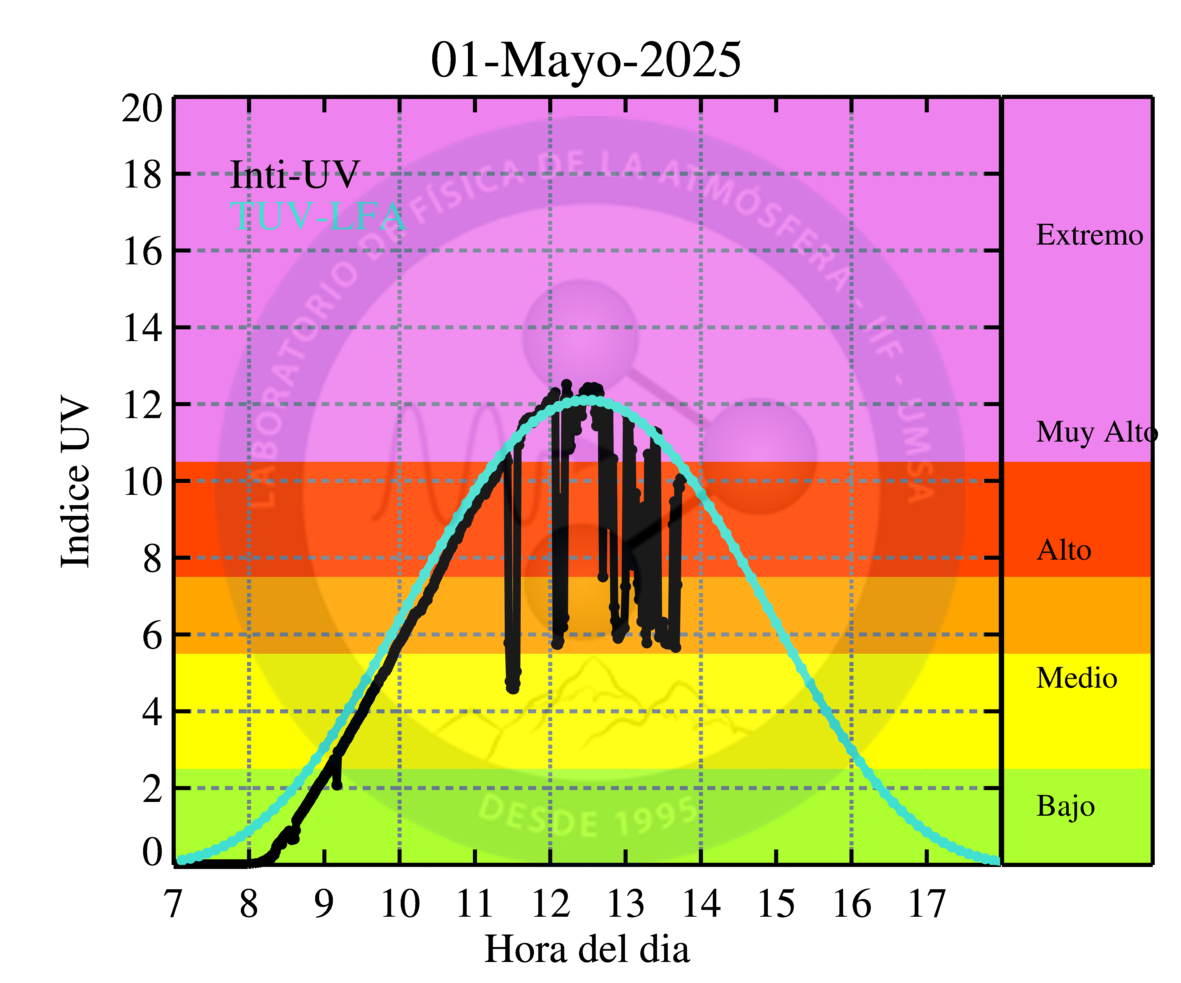 01-Mayo-2025
20
18
16
14
12
10
8
6
4
2
0
Indice UV
Inti-UV
TUV-LFA
LABORATORIO DE FÍSICA DE LA ATMÓSFERA - IIF - UMSA
DESDE 1995
Extremo
Muy Alto
Alto
Medio
Bajo
7 8 9 10 11 12 13 14 15 16 17
Hora del dia